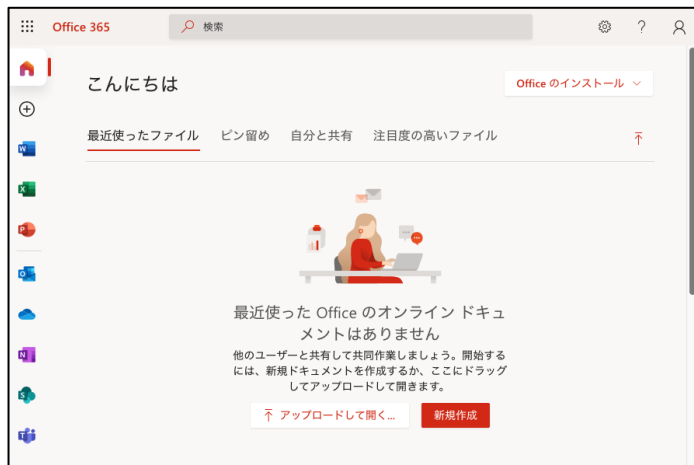 Office 365
検索
?
こんにちは
Office のインストール
最近使ったファイル ピン留め 自分と共有 注目度の高いファイル
最近使った Office のオンライン ドキュ
メントはありません
他のユーザーと共有して共同作業しましょう。開始する
には、新規ドキュメントを作成するか、ここにドラッグ
してアップロードして開きます。
アップロードして開く... 新規作成